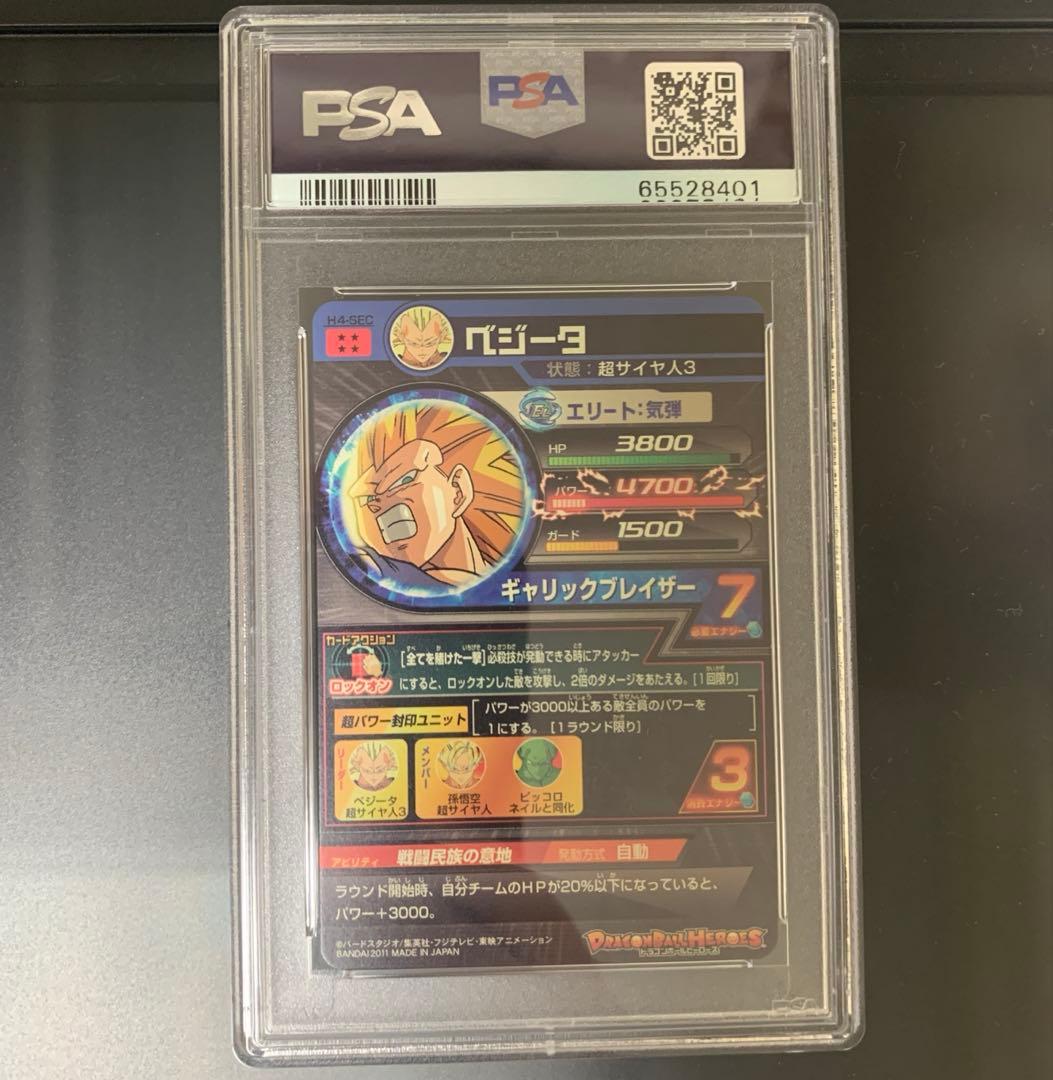 PSA
PSA
65528401
H4-SEC
ベジータ
状態：超サイヤ人3
エリート：気弾
HP 3800
パワー 4700
ガード 1500
ギャリックブレイザー 7
必要エナジー
カードアクション
ロックオン
[全てを賭けた一撃]必殺技が発動できる時にアタッカー
にすると、ロックオンした敵を攻撃し、2倍のダメージをあたえる。[1回限り]
超パワー封印ユニット
パワーが3000以上ある敵全員のパワーを
1にする。[1ラウンド限り]
リーダー
ベジータ
超サイヤ人3
メンバー
孫悟空
超サイヤ人
ピッコロ
ネイルと同化
3
消費エナジー
アビリティ 戦闘民族の意地 発動方式 自動
ラウンド開始時、自分チームのHPが20%以下になっていると、
パワー+3000。
©バードスタジオ/集英社・フジテレビ・東映アニメーション
BANDAI 2011 MADE IN JAPAN
DRAGONBALL HEROES
ドラゴンボールヒーローズ
PSA